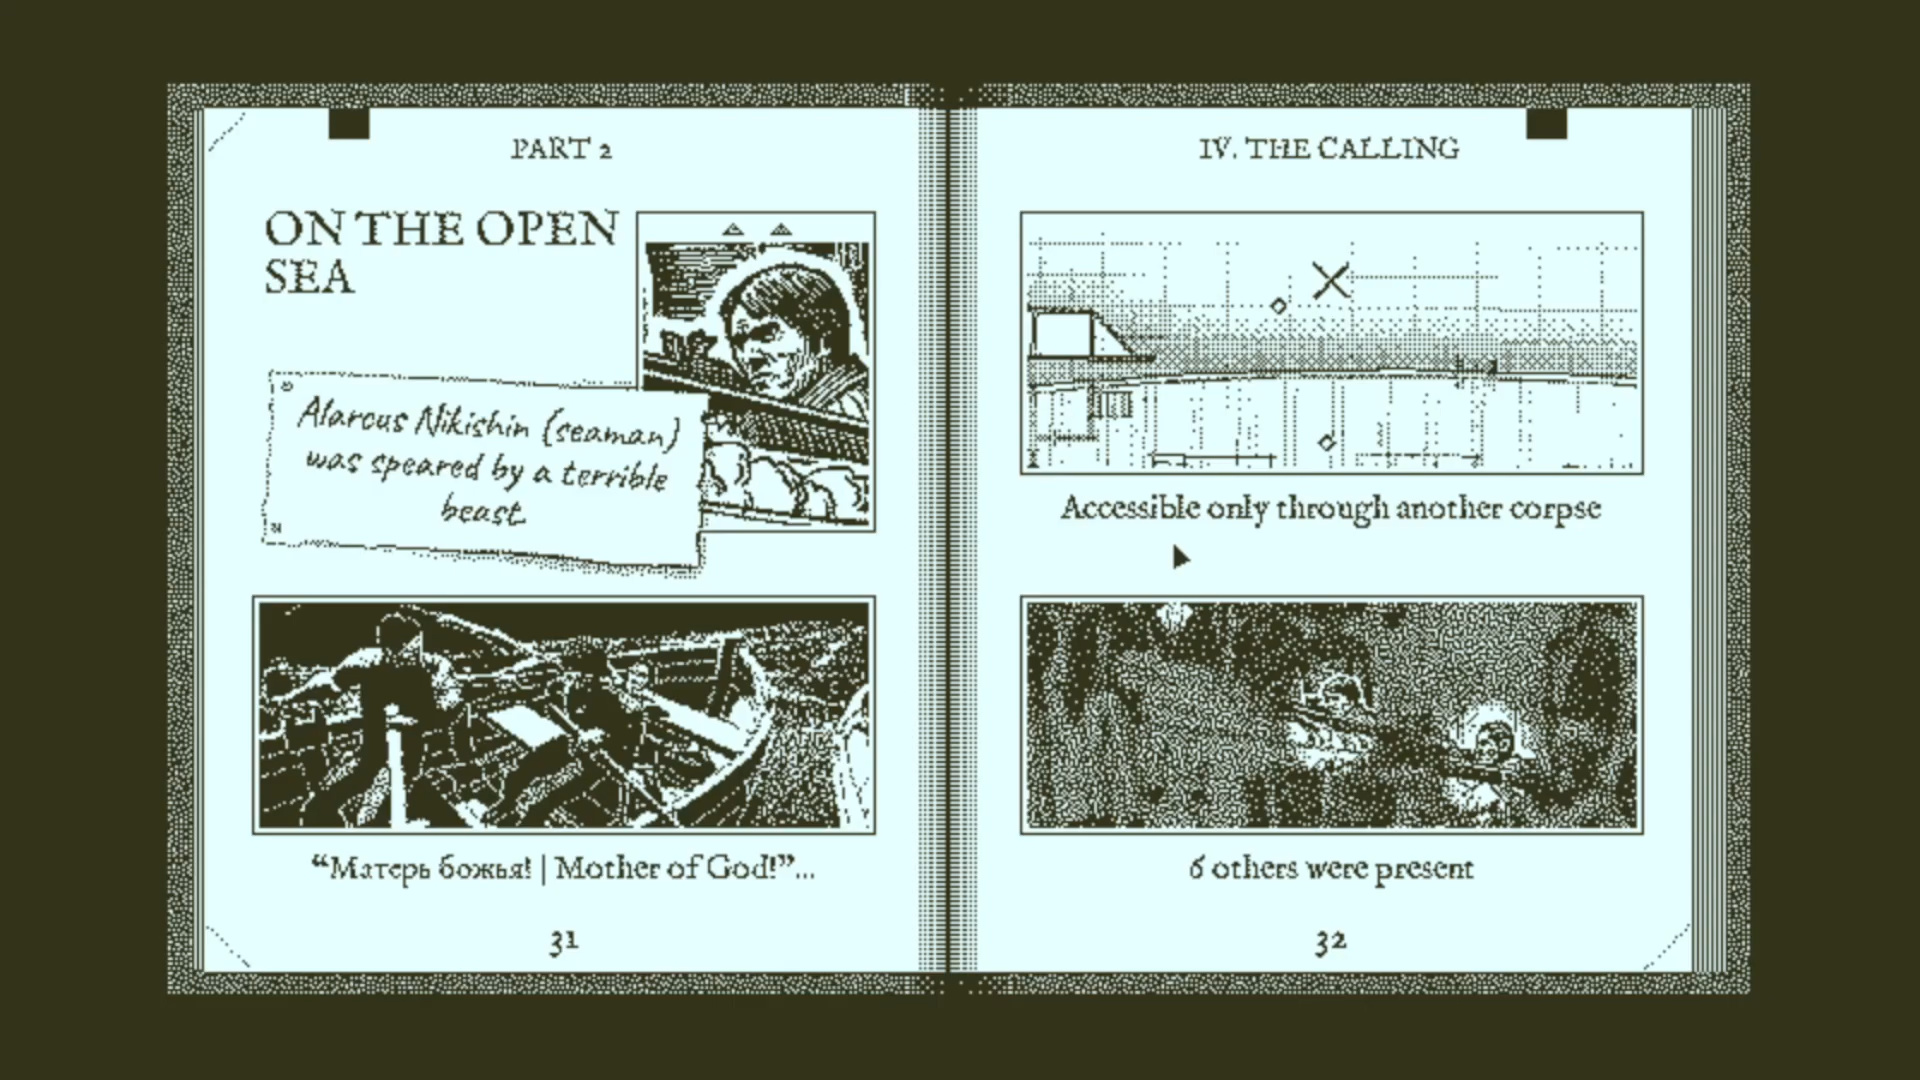 PART 2
ON THE OPEN
SEA
Alarcus Nikishin (seaman)
was speared by a terrible
beast.
“Матерь божья! | Mother of God!”...
31
IV. THE CALLING
Accessible only through another corpse
6 others were present
32